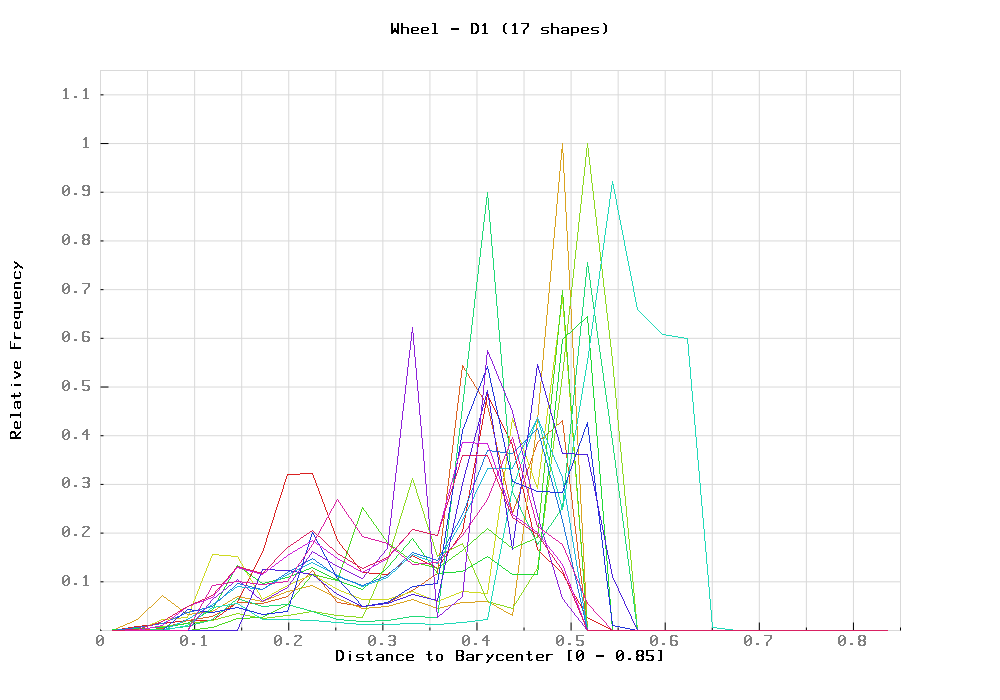 Wheel - D1 (17 shapes)
1.1
1
0.9
0.8
0.7
0.6
0.5
0.4
0.3
0.2
0.1
Relative Frequency
0 0.1 0.2 0.3 0.4 0.5 0.6 0.7 0.8
Distance to Barycenter [0 - 0.85]